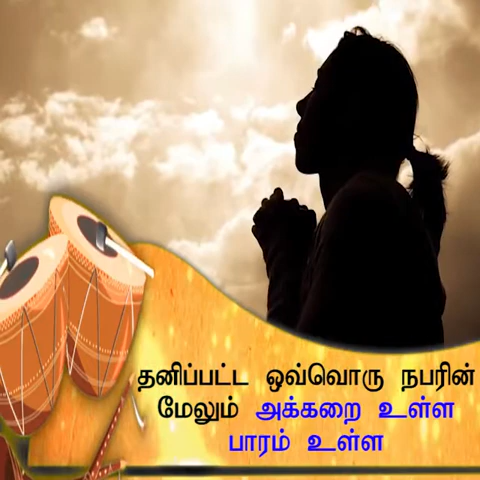 தனிப்பட்ட ஒவ்வொரு நபரின்
மேலும் அக்கறை உள்ள
பாரம் உள்ள